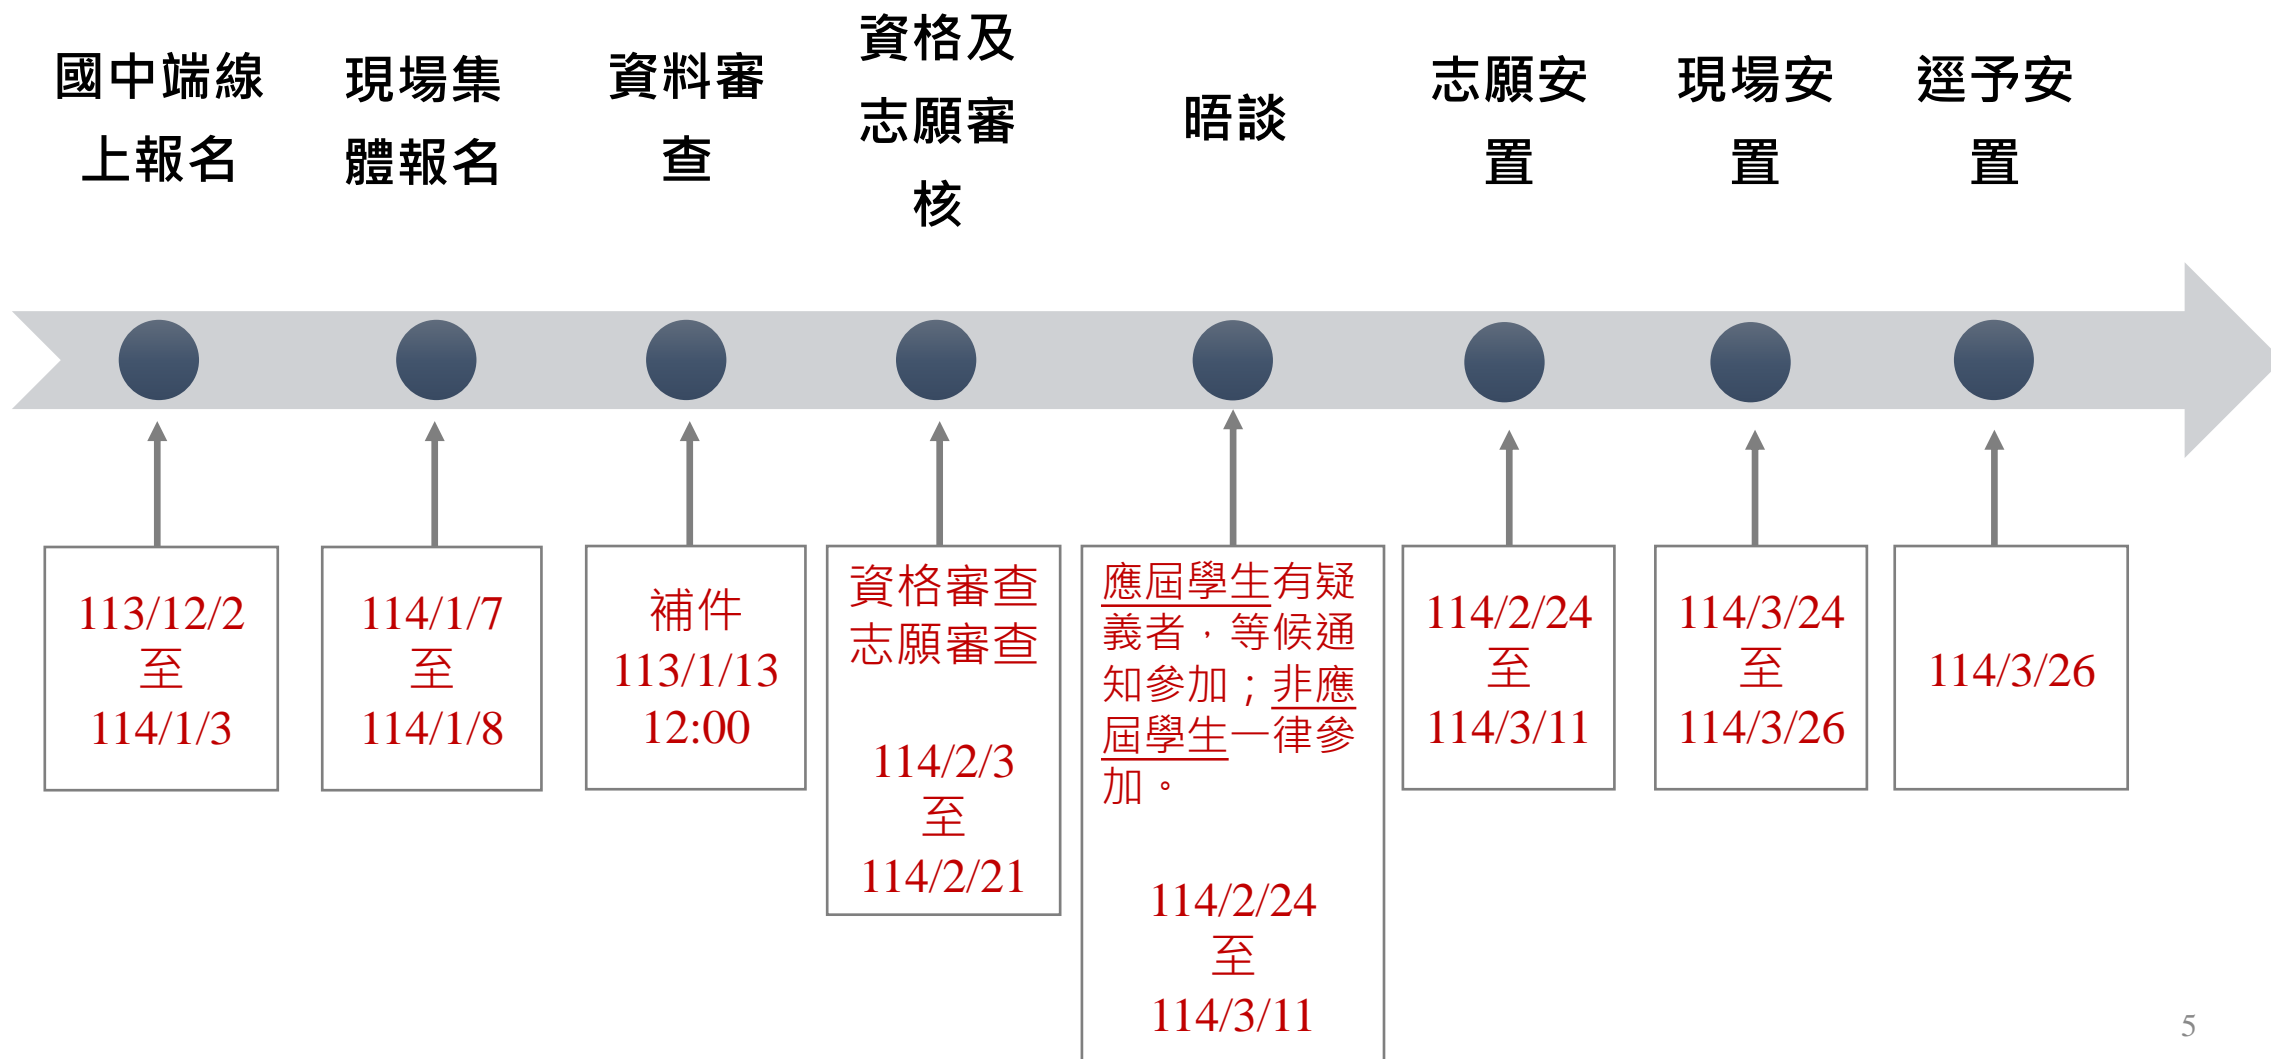 國中端線
上報名
現場集
體報名
資料審
查
資格及
志願審
核
晤談
志願安
置
現場安
置
逕予安
置
113/12/2
至
114/1/3
114/1/7
至
114/1/8
補件
113/1/13
12:00
資格審查
志願審查
114/2/3
至
114/2/21
應屆學生有疑
義者，等候通
知參加；非應
屆學生一律參
加。
114/2/24
至
114/3/11
114/2/24
至
114/3/11
114/3/24
至
114/3/26
114/3/26
5